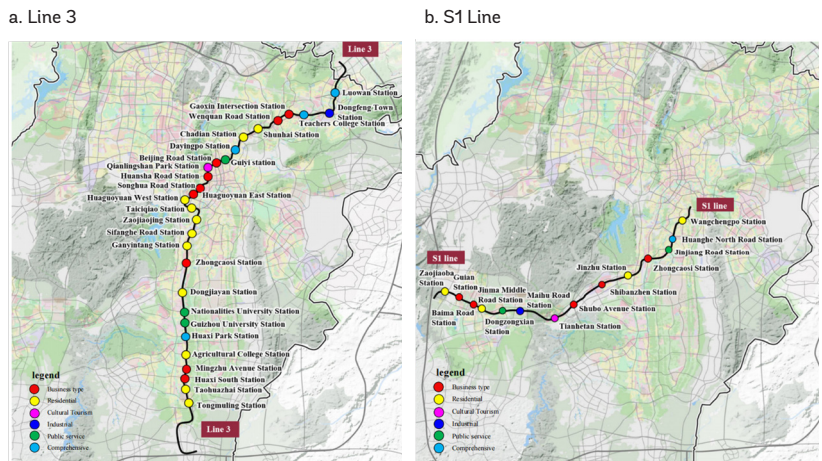 a. Line 3
b. S1 Line
Line 3
Luowan Station
Gaoxin Intersection Station
Dongfeng Town
Station
Wenquan Road Station
Teachers College Station
Chadian Station
Shunhai Station
Dayingpo Station
Beijing Road Station
Guiyi station
Qianlingshan Park Station
Huansha Road Station
Songhua Road Station
Huaguoyuan West Station
Huaguoyuan East Station
Taiciqiao Station
Zaojiaojing Station
Sifanghe Road Station
Ganyintang Station
Zhongcaosi Station
Dongjiayan Station
Nationalities University Station
Guizhou University Station
Huaxi Park Station
Agricultural College Station
Mingzhu Avenue Station
Huaxi South Station
Taohuazhai Station
Tongmuling Station
Line 3
legend
Business type
Residential
Cultural Tourism
Industrial
Public service
Comprehensive
S1 line
Wangchengpo Station
Huanghe North Road Station
Jinjiang Road Station
Zhongcaosi Station
Jinzhu Station
Shibanzhen Station
S1 line
Zaojiaoba
Station
Guian
Station
Jinma Middle
Road Station
Maihu Road
Station
Shubo Avenue Station
Baima Road
Station
Dongzongxian
Station
Tianhetan Station
legend
Business type
Residential
Cultural Tourism
Industrial
Public service
Comprehensive